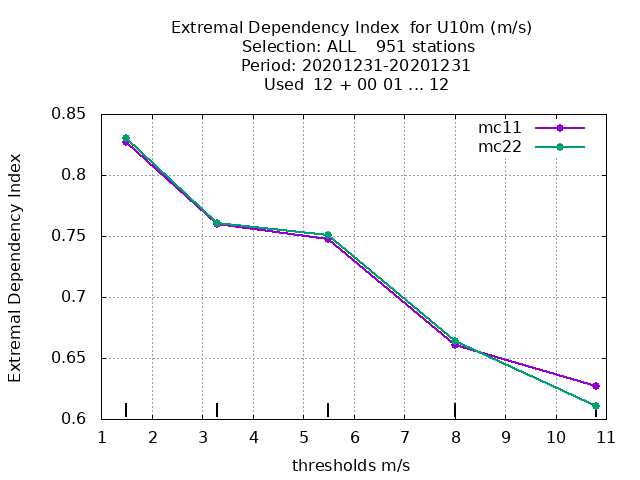 Extremal Dependency Index  for U10m (m/s)
Selection: ALL    951 stations
Period: 20201231-20201231
Used  12 + 00 01 ... 12
mc11
mc22
Extremal Dependency Index
0.85
0.8
0.75
0.7
0.65
0.6
1 2 3 4 5 6 7 8 9 10 11
thresholds m/s